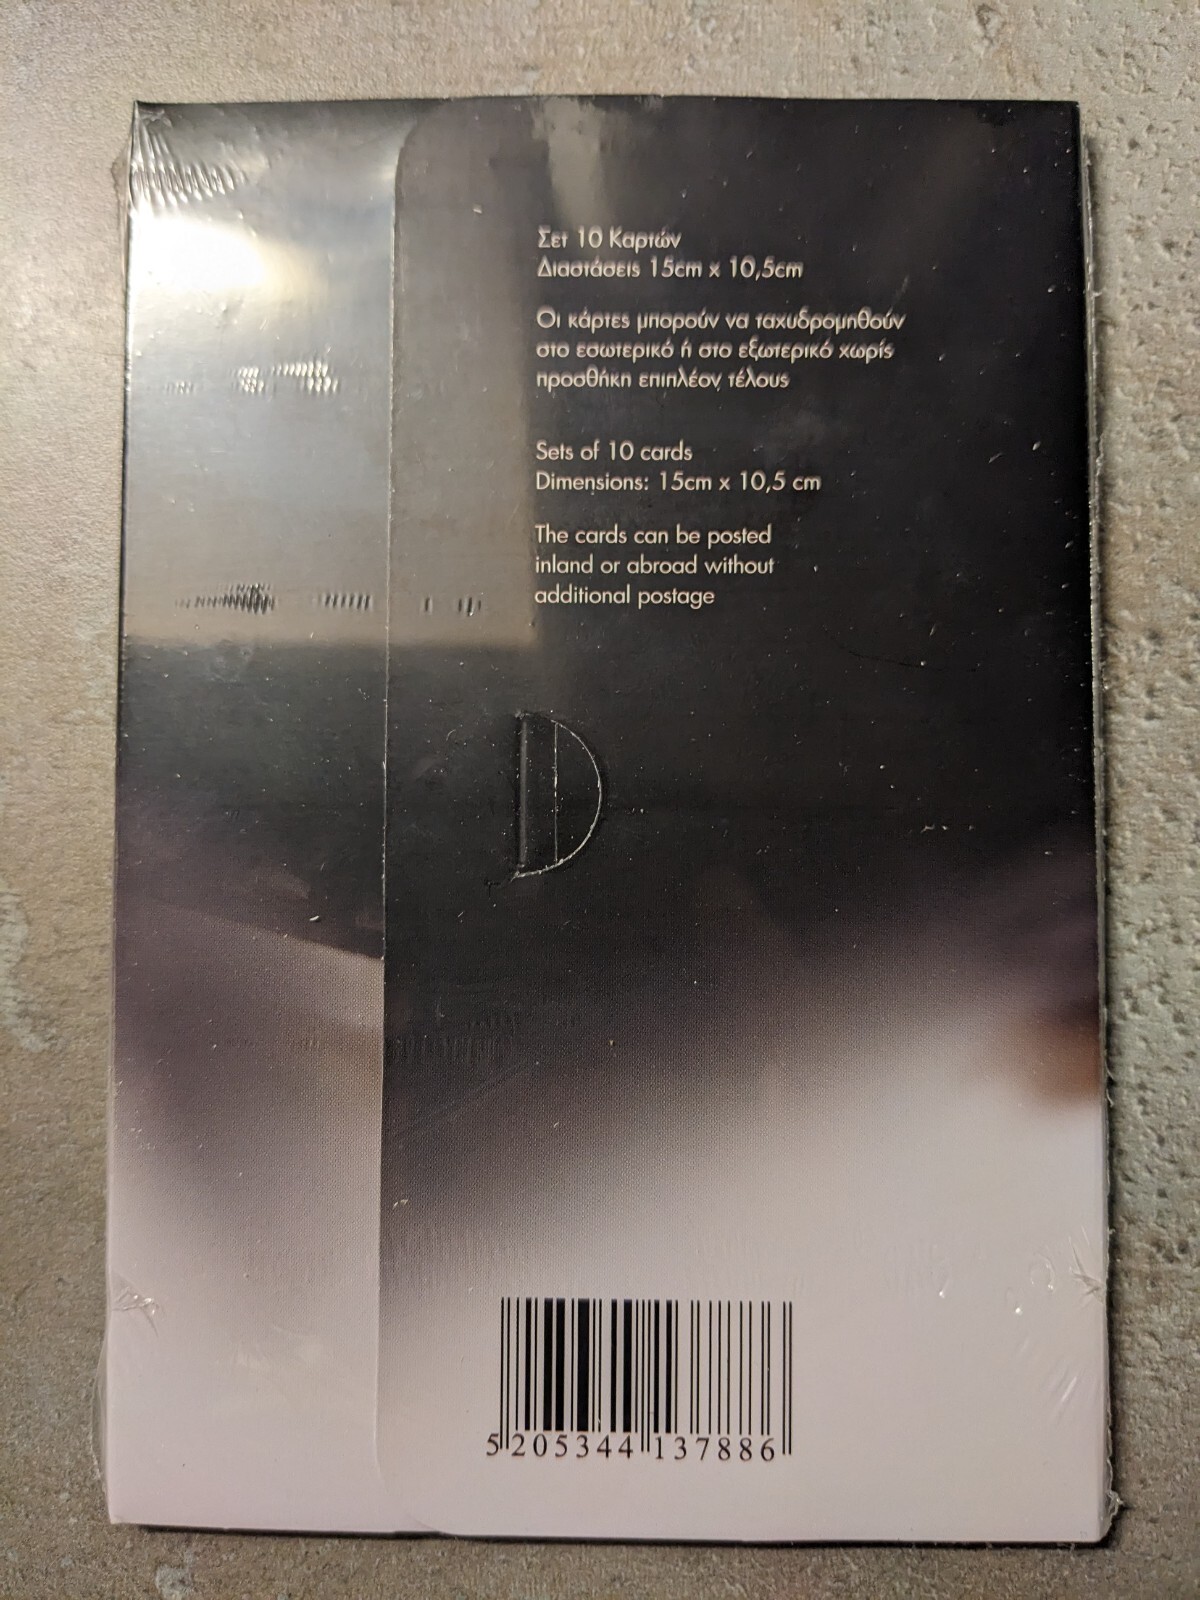 Σετ 10 Καρτών
Διαστάσεις 15cm x 10,5cm
Οι κάρτες μπορούν να ταχυδρομηθούν
στο εσωτερικό ή στο εξωτερικό χωρίς
προσθήκη επιπλέον τέλους
Sets of 10 cards
Dimensions: 15cm x 10,5 cm
The cards can be posted
inland or abroad without
additional postage
5 205344 137886